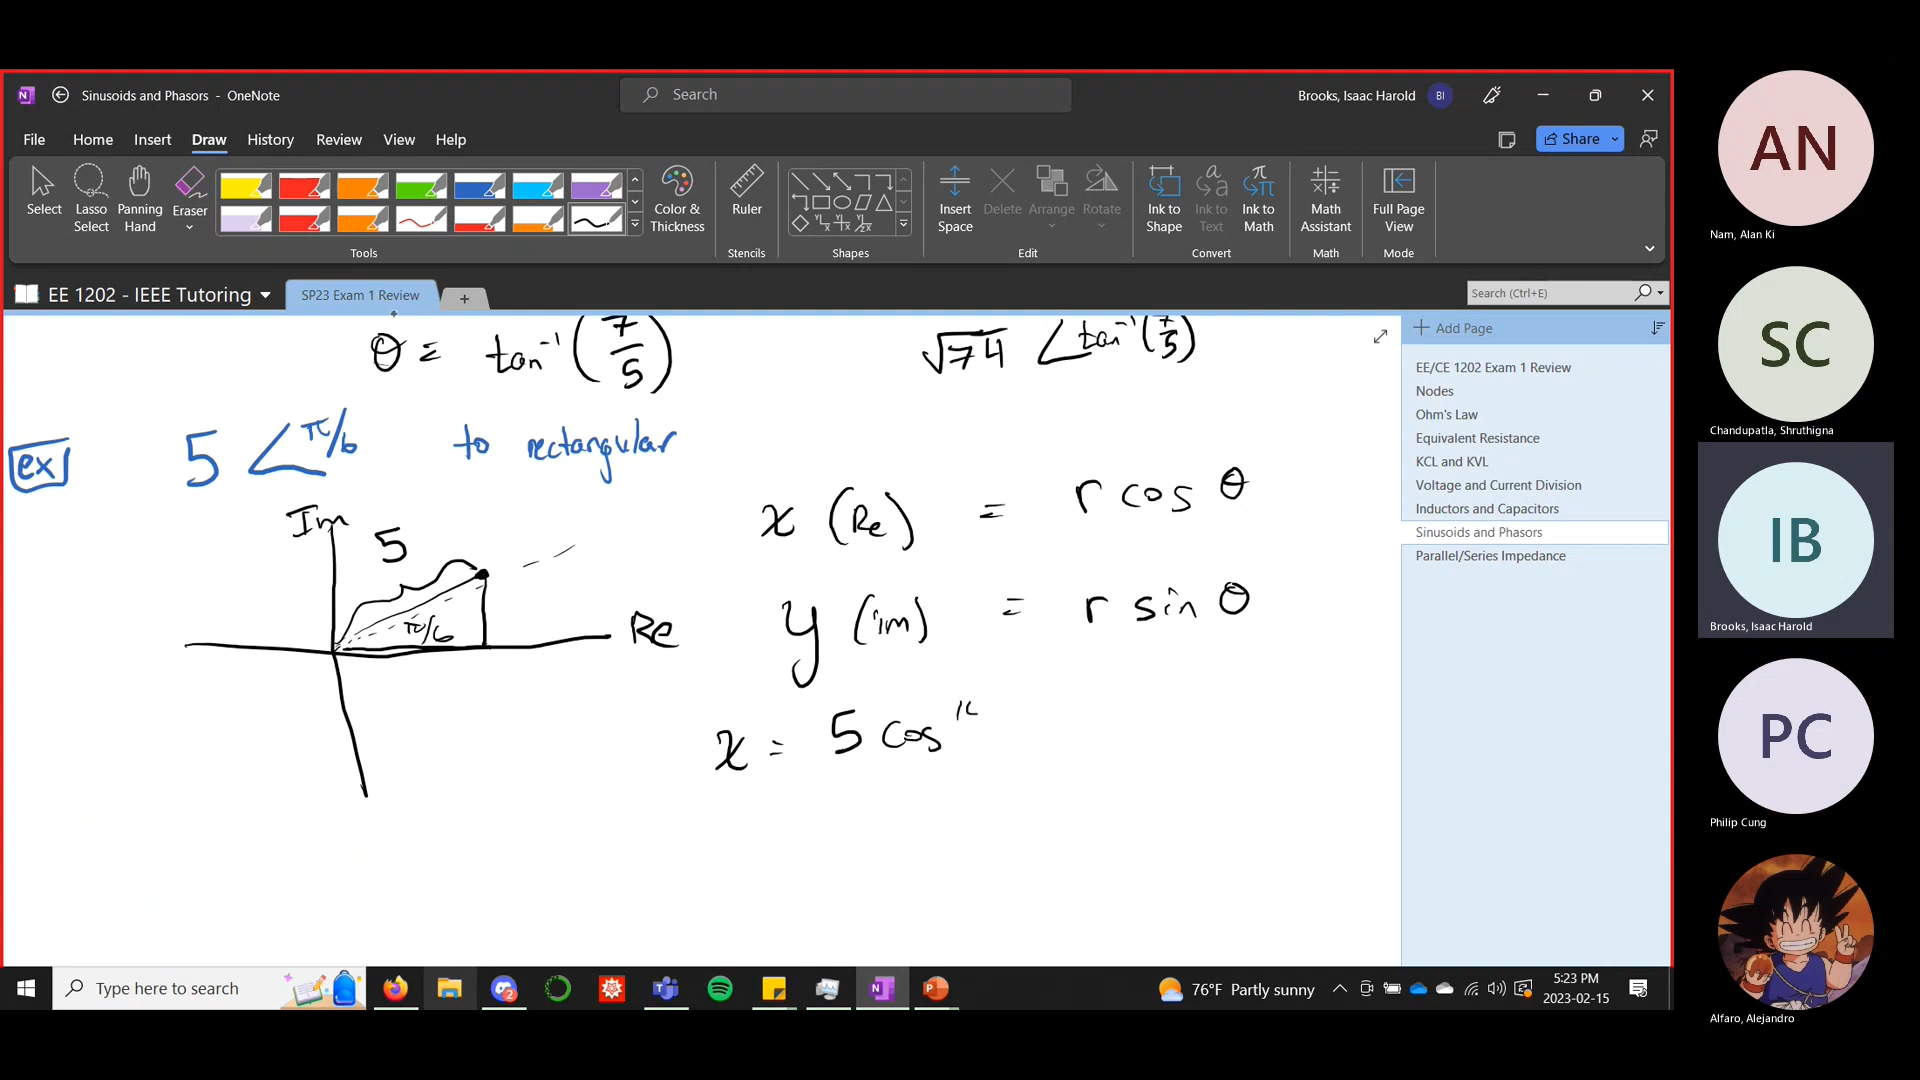 Sinusoids and Phasors - OneNote
Search
Brooks, Isaac Harold
BI
File Home Insert Draw History Review View Help
Share
Select
Lasso Select
Panning Hand
Eraser
Color & Thickness
Ruler
Insert Space
Delete
Arrange
Rotate
Ink to Shape
Ink to Text
Ink to Math
Math Assistant
Full Page View
Tools
Stencils
Shapes
Edit
Convert
Math
Mode
EE 1202 - IEEE Tutoring
SP23 Exam 1 Review
Search (Ctrl+E)
θ = tan⁻¹(7/5)
√74 ∠tan⁻¹(7/5)
ex 5 ∠π/6 to rectangular
Im
5
π/6
Re
x (Re) = r cos θ
y (im) = r sin θ
x = 5 cos
Add Page
EE/CE 1202 Exam 1 Review
Nodes
Ohm's Law
Equivalent Resistance
KCL and KVL
Voltage and Current Division
Inductors and Capacitors
Sinusoids and Phasors
Parallel/Series Impedance
AN
Nam, Alan Ki
SC
Chandupatla, Shruthigna
IB
Brooks, Isaac Harold
PC
Philip Cung
Alfaro, Alejandro
Type here to search
2
76°F Partly sunny
5:23 PM
2023-02-15